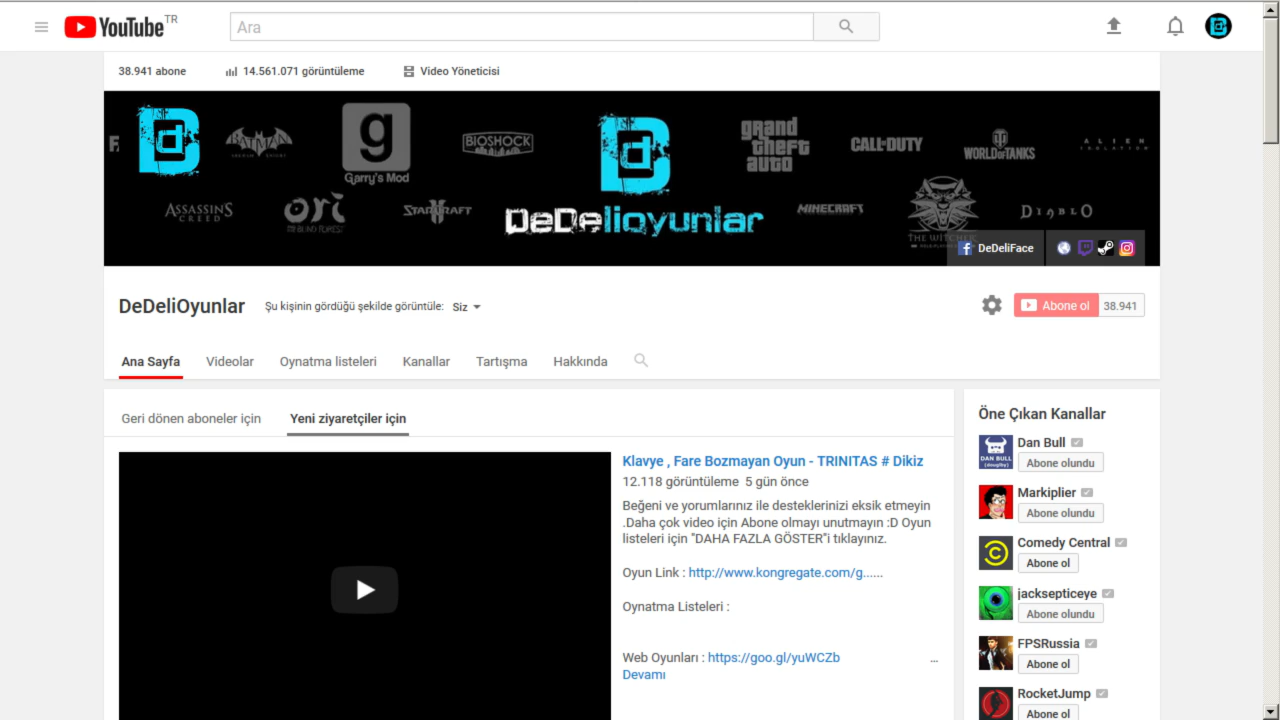 YouTube TR
Ara
38.941 abone
14.561.071 görüntüleme
Video Yöneticisi
BATMAN
g
Garry's Mod
BIOSHOCK
grand
theft
auto
CALL·DUTY
WORLD OF TANKS
ALIEN
ISOLATION
ASSASSINS
CREED
ori
STARCRAFT
DeDelioyunlar
MINECRAFT
THE WITCHER
DIABLO
DeDeliFace
DeDeliOyunlar
Şu kişinin gördüğü şekilde görüntüle: Siz
Abone ol 38.941
Ana Sayfa
Videolar
Oynatma listeleri
Kanallar
Tartışma
Hakkında
Geri dönen aboneler için
Yeni ziyaretçiler için
Klavye , Fare Bozmayan Oyun - TRINITAS # Dikiz
12.118 görüntüleme 5 gün önce
Beğeni ve yorumlarınız ile desteklerinizi eksik etmeyin
.Daha çok video için Abone olmayı unutmayın :D Oyun
listeleri için "DAHA FAZLA GÖSTER"i tıklayınız.
Oyun Link : http://www.kongregate.com/g......
Oynatma Listeleri :
Web Oyunları : https://goo.gl/yuWCZb ...
Devamı
Öne Çıkan Kanallar
DAN BULL
Dan Bull
Abone olundu
Markiplier
Abone olundu
Comedy Central
Abone ol
jacksepticeye
Abone olundu
FPSRussia
Abone ol
RocketJump
Abone ol